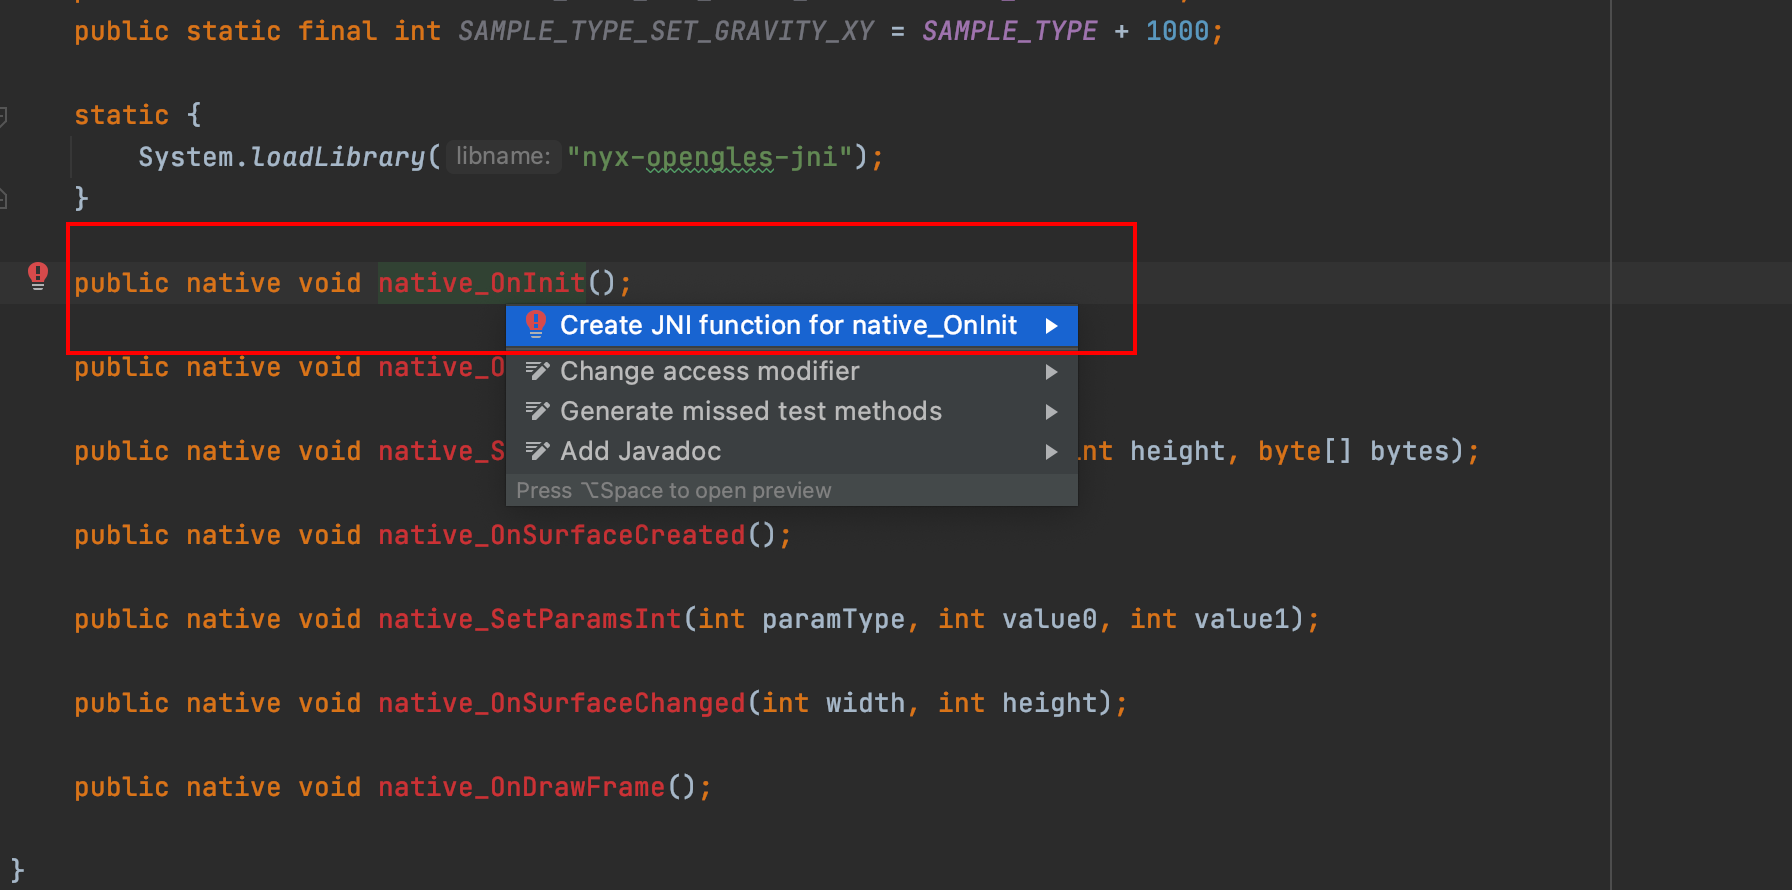 public static final int SAMPLE_TYPE_SET_GRAVITY_XY = SAMPLE_TYPE + 1000;
static {
System.loadLibrary( libname: "nyx-opengles-jni");
}
public native void native_OnInit();
Create JNI function for native_OnInit
public native void native_O
Change access modifier
Generate missed test methods
public native void native_S
int height, byte[] bytes);
Add Javadoc
Press ⌥Space to open preview
public native void native_OnSurfaceCreated();
public native void native_SetParamsInt(int paramType, int value0, int value1);
public native void native_OnSurfaceChanged(int width, int height);
public native void native_OnDrawFrame();
}